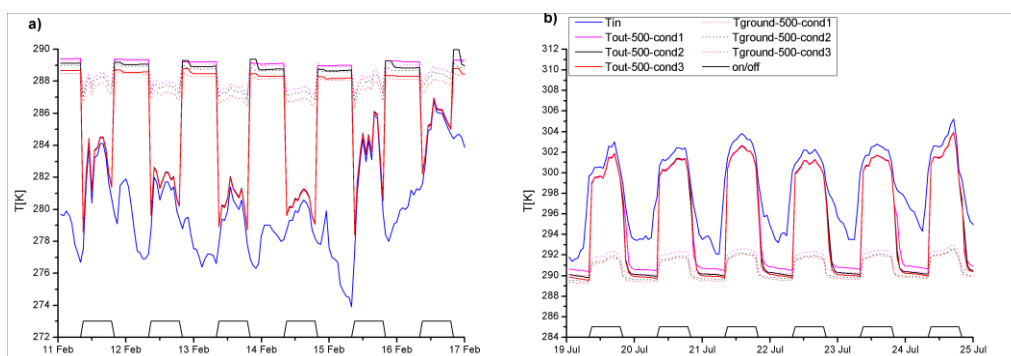 a)
T[K]
290
288
286
284
282
280
278
276
274
272
11 Feb 12 Feb 13 Feb 14 Feb 15 Feb 16 Feb 17 Feb
b)
Tin Tground-500-cond1
Tout-500-cond1 Tground-500-cond2
Tout-500-cond2 Tground-500-cond3
Tout-500-cond3 on/off
T[K]
312
310
308
306
304
302
300
298
296
294
292
290
288
286
284
19 Jul 20 Jul 21 Jul 22 Jul 23 Jul 24 Jul 25 Jul